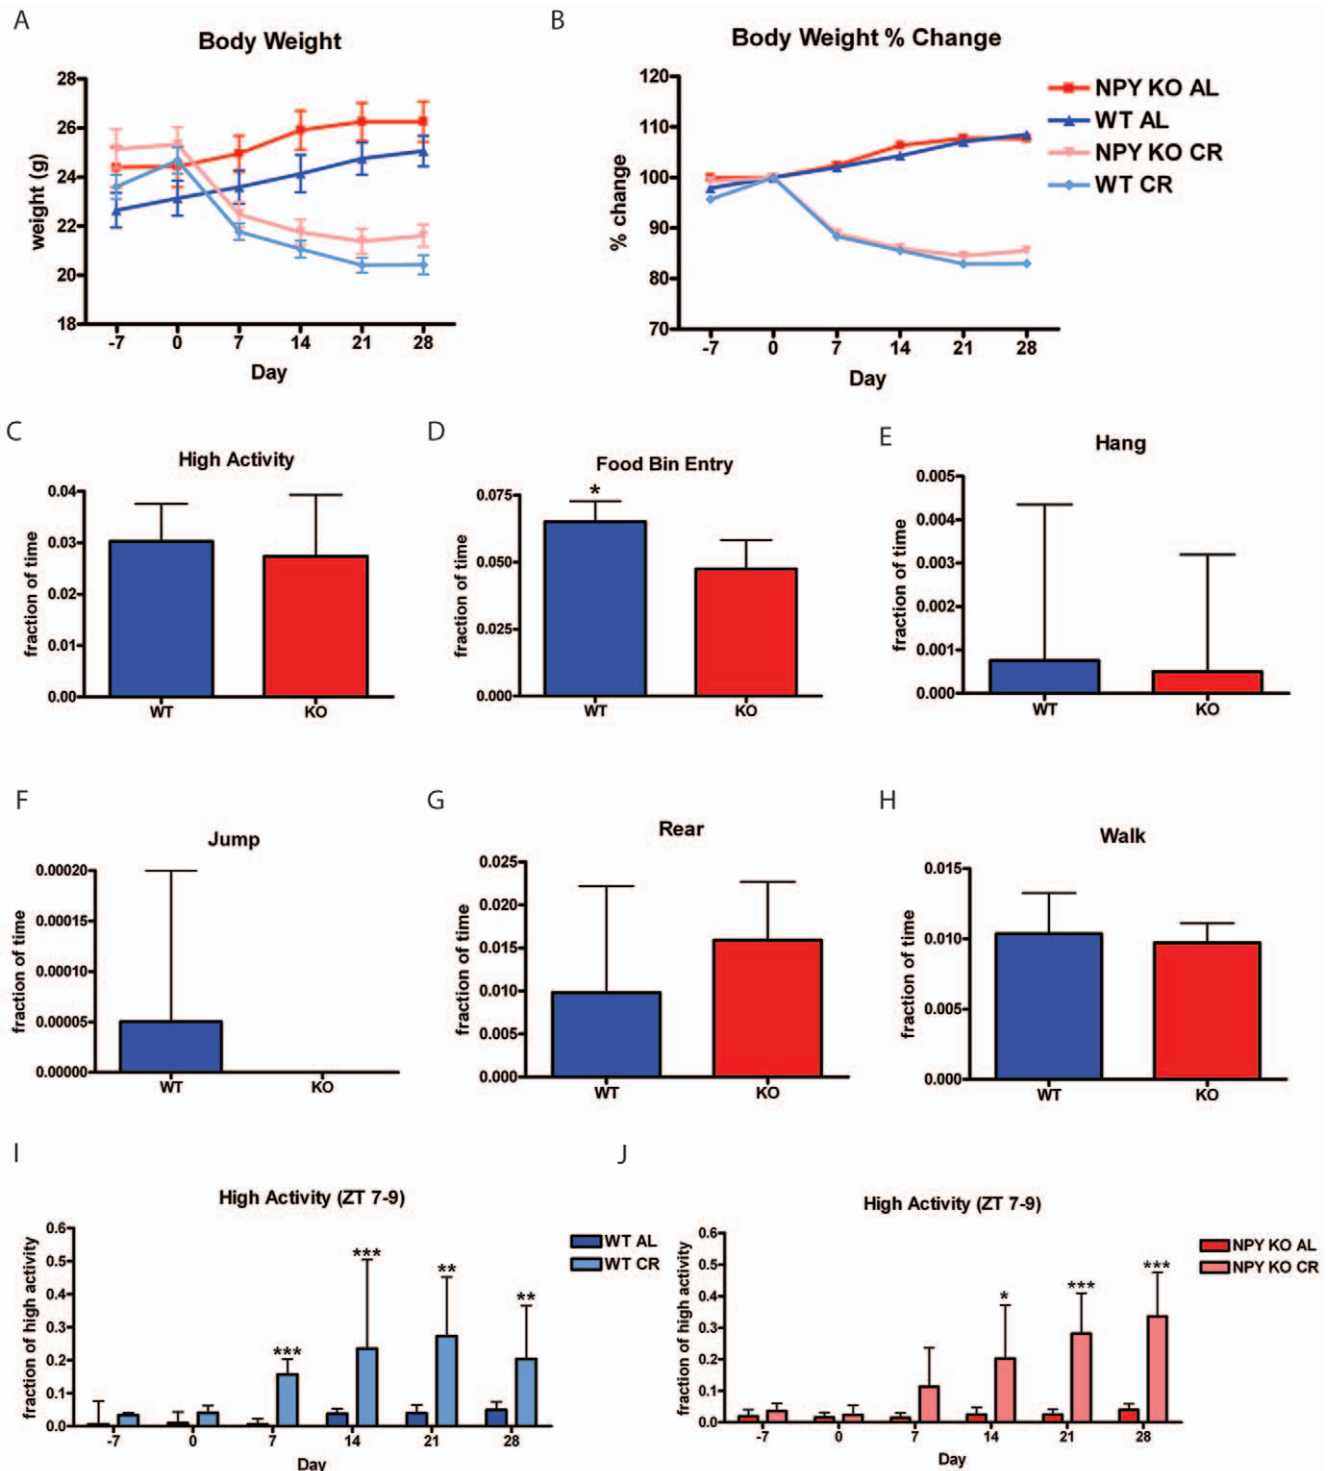 A
Body Weight
28
26
24
22
20
18
weight (g)
-7 0 7 14 21 28
Day
B
Body Weight % Change
120
110
100
90
80
70
% change
-7 0 7 14 21 28
Day
NPY KO AL
WT AL
NPY KO CR
WT CR
C
High Activity
0.04
0.03
0.02
0.01
0.00
fraction of time
WT KO
D
Food Bin Entry
*
0.075
0.050
0.025
0.000
fraction of time
WT KO
E
Hang
0.005
0.004
0.003
0.002
0.001
0.000
fraction of time
WT KO
F
Jump
0.00020
0.00015
0.00010
0.00005
0.00000
fraction of time
WT KO
G
Rear
0.025
0.020
0.015
0.010
0.005
0.000
fraction of time
WT KO
H
Walk
0.015
0.010
0.005
0.000
fraction of time
WT KO
I
High Activity (ZT 7-9)
0.6
0.5
0.4
0.3
0.2
0.1
0.0
fraction of high activity
*** *** ** **
-7 0 7 14 21 28
Day
WT AL
WT CR
J
High Activity (ZT 7-9)
0.6
0.5
0.4
0.3
0.2
0.1
0.0
fraction of high activity
* *** ***
-7 0 7 14 21 28
Day
NPY KO AL
NPY KO CR